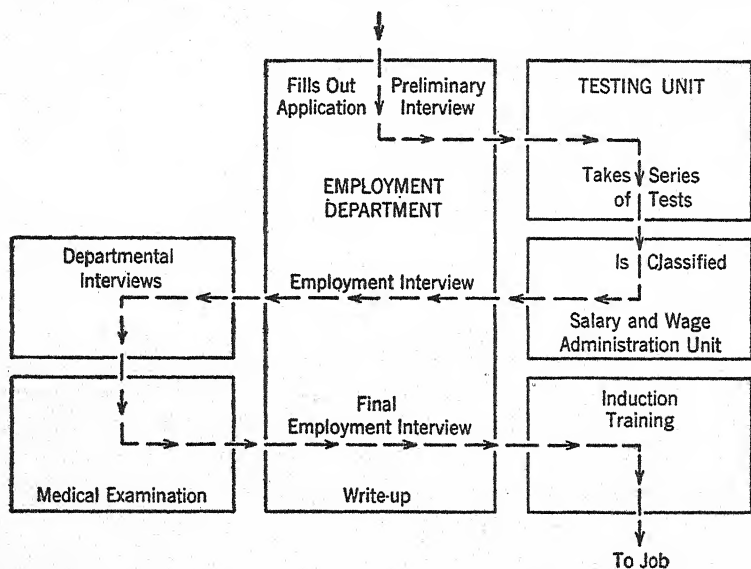 Fills Out
Application
Preliminary
Interview
TESTING UNIT
Takes Series
of Tests
EMPLOYMENT
DEPARTMENT
Departmental
Interviews
Employment Interview
Is Classified
Salary and Wage
Administration Unit
Final
Employment Interview
Induction
Training
Medical Examination
Write-up
To Job